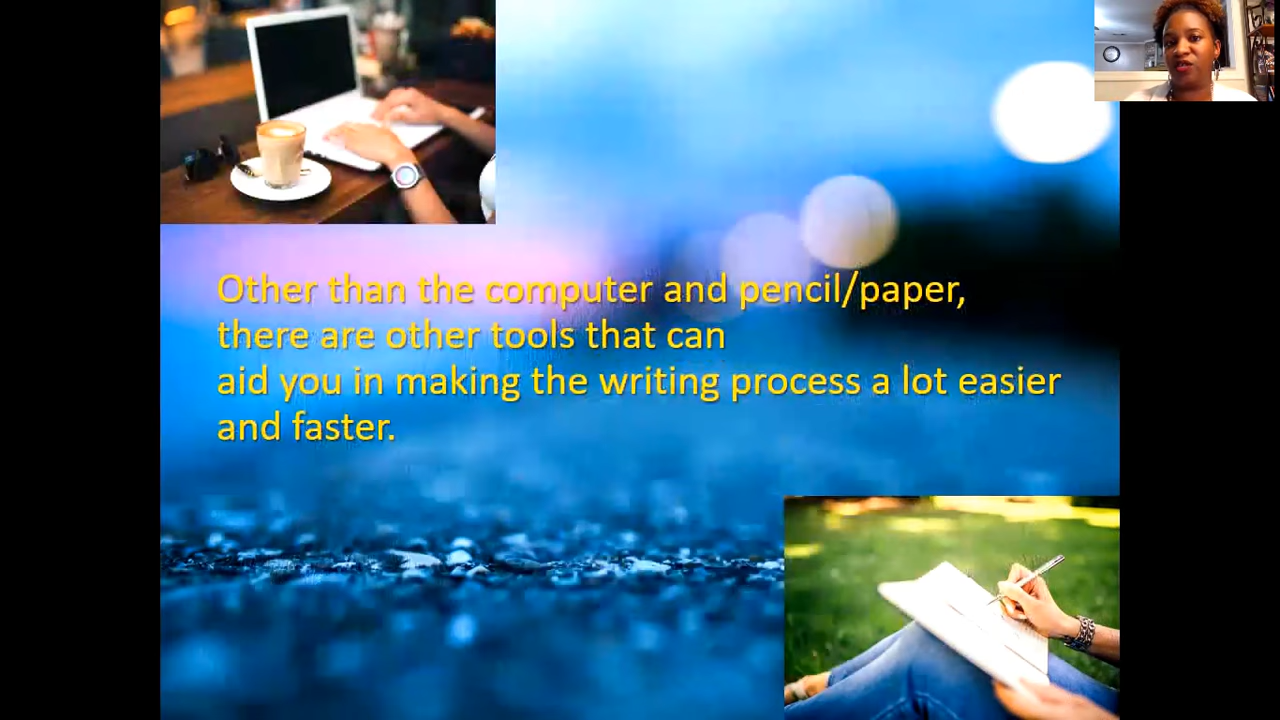 Other than the computer and pencil/paper,
there are other tools that can
aid you in making the writing process a lot easier
and faster.